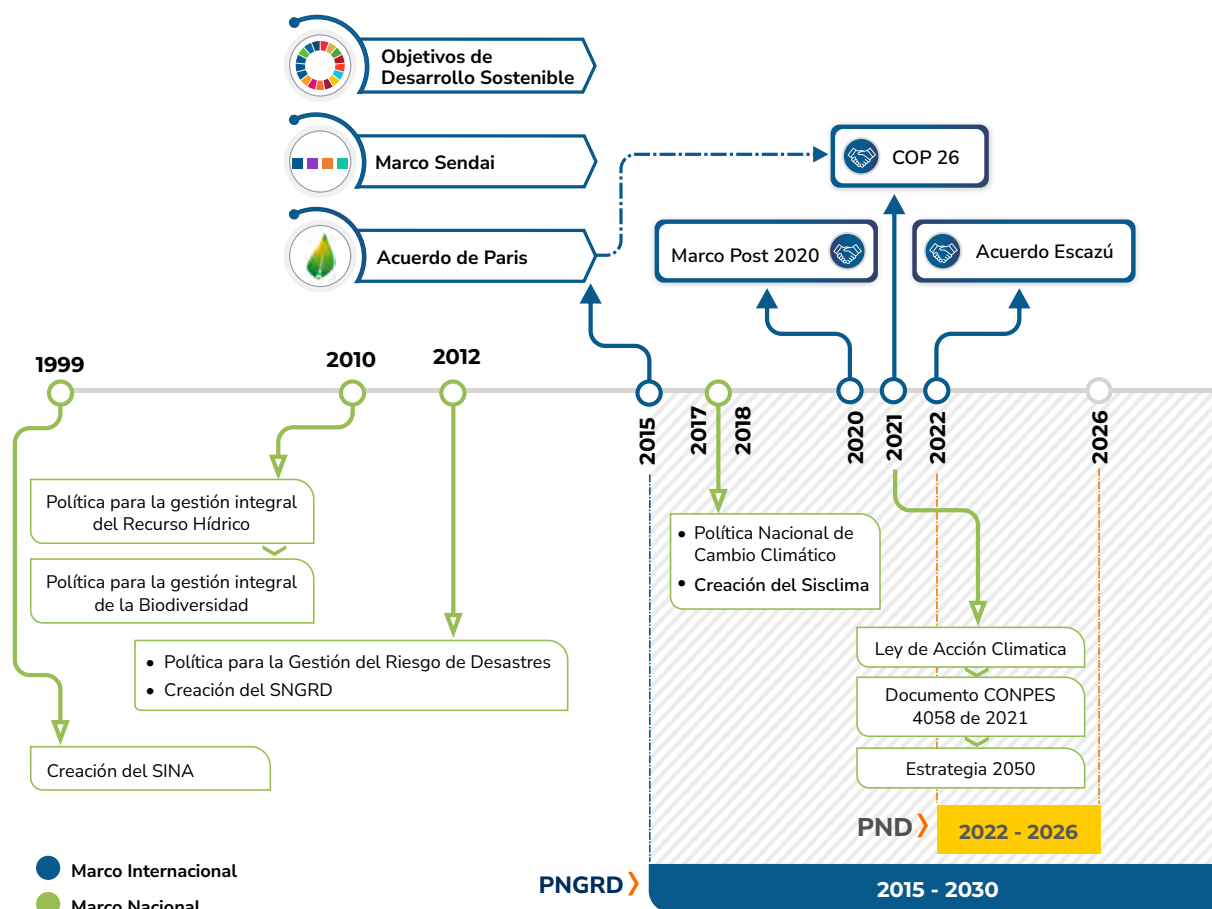 Objetivos de
Desarrollo Sostenible
Marco Sendai
COP 26
Acuerdo de Paris
Marco Post 2020
Acuerdo Escazú
1999
2010
2012
2015
2017
2018
2020
2021
2022
2026
Política para la gestión integral
del Recurso Hídrico
Política para la gestión integral
de la Biodiversidad
• Política para la Gestión del Riesgo de Desastres
• Creación del SNGRD
Creación del SINA
• Política Nacional de
Cambio Climático
• Creación del Sisclima
Ley de Acción Climatica
Documento CONPES
4058 de 2021
Estrategia 2050
PND
2022 - 2026
Marco Internacional
Marco Nacional
PNGRD
2015 - 2030